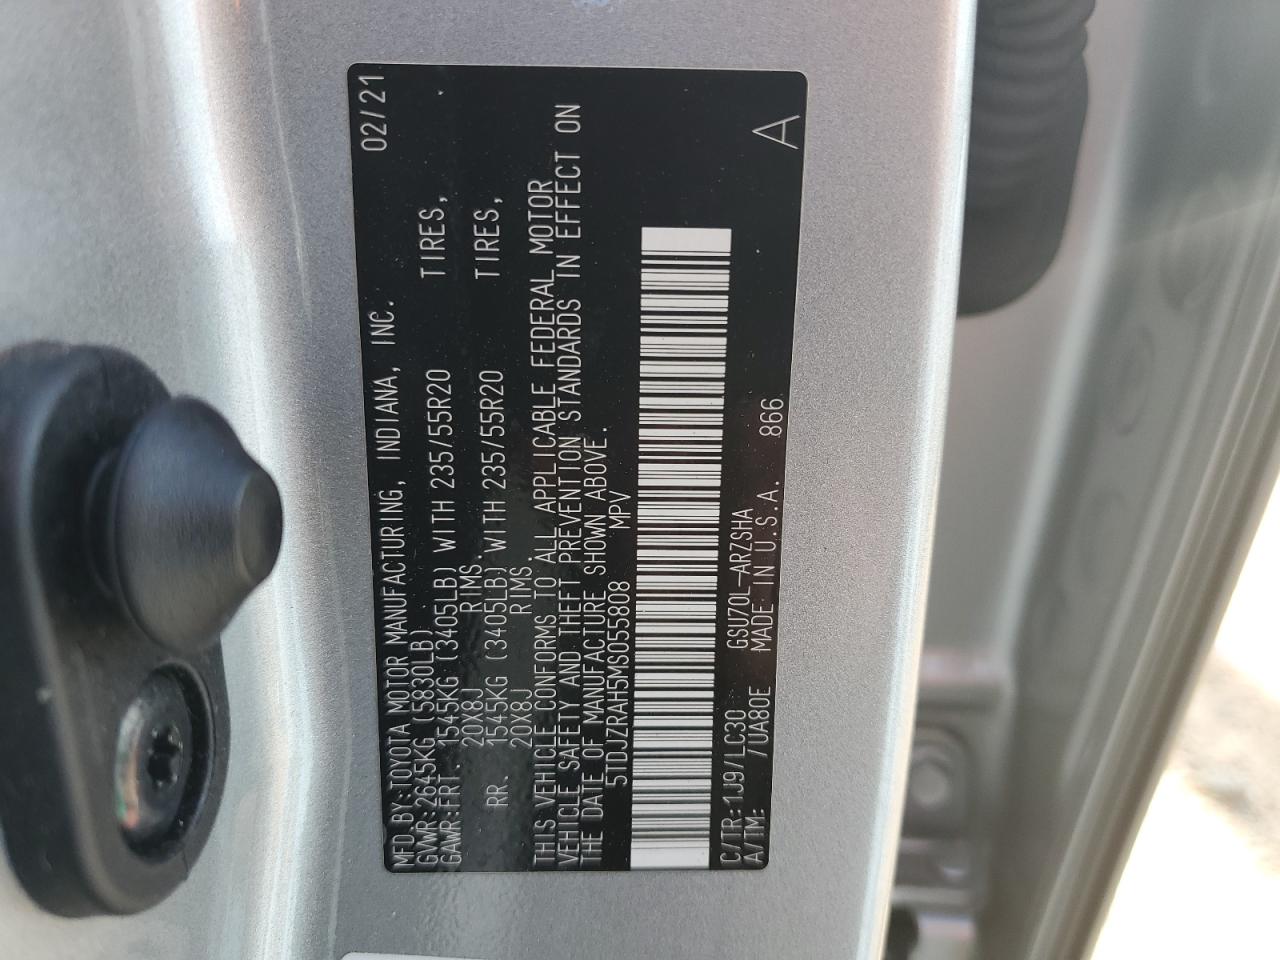 MFD.BY:TOYOTA MOTOR MANUFACTURING, INDIANA, INC. 02/21
GVWR:2645KG (5830LB)
GAWR:FRT. 1545KG (3405LB) WITH 235/55R20 TIRES,
20X8J RIMS.
RR. 1545KG (3405LB) WITH 235/55R20 TIRES,
20X8J RIMS.
THIS VEHICLE CONFORMS TO ALL APPLICABLE FEDERAL MOTOR
VEHICLE SAFETY AND THEFT PREVENTION STANDARDS IN EFFECT ON
THE DATE OF MANUFACTURE SHOWN ABOVE.
5TDJZRAH5MS055808 MPV
C/TR:1J9/LC30 GSU70L-ARZSHA 866
A/TM: /UA80E MADE IN U.S.A.
A